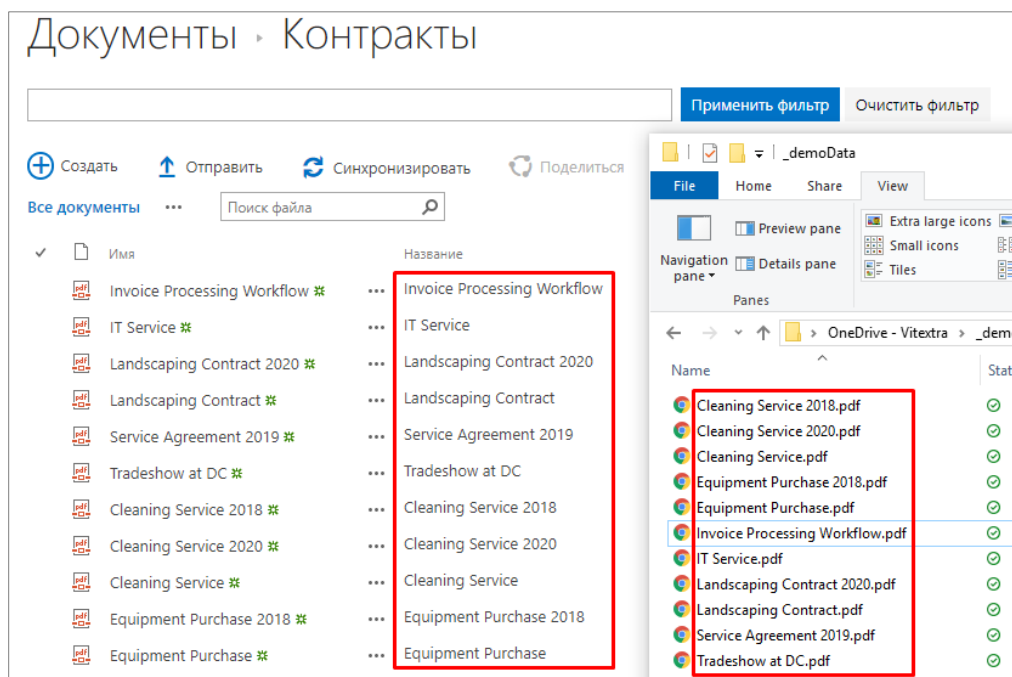 Документы ▸ Контракты
Применить фильтр Очистить фильтр
Создать Отправить Синхронизировать Поделиться
Все документы ••• Поиск файла
Имя Название
Invoice Processing Workflow ••• Invoice Processing Workflow
IT Service ••• IT Service
Landscaping Contract 2020 ••• Landscaping Contract 2020
Landscaping Contract ••• Landscaping Contract
Service Agreement 2019 ••• Service Agreement 2019
Tradeshow at DC ••• Tradeshow at DC
Cleaning Service 2018 ••• Cleaning Service 2018
Cleaning Service 2020 ••• Cleaning Service 2020
Cleaning Service ••• Cleaning Service
Equipment Purchase 2018 ••• Equipment Purchase 2018
Equipment Purchase ••• Equipment Purchase
_demoData
File Home Share View
Navigation pane
Preview pane
Details pane
Panes
Extra large icons
Small icons
Tiles
OneDrive - Vitextra > _dem
Name Stat
Cleaning Service 2018.pdf
Cleaning Service 2020.pdf
Cleaning Service.pdf
Equipment Purchase 2018.pdf
Equipment Purchase.pdf
Invoice Processing Workflow.pdf
IT Service.pdf
Landscaping Contract 2020.pdf
Landscaping Contract.pdf
Service Agreement 2019.pdf
Tradeshow at DC.pdf